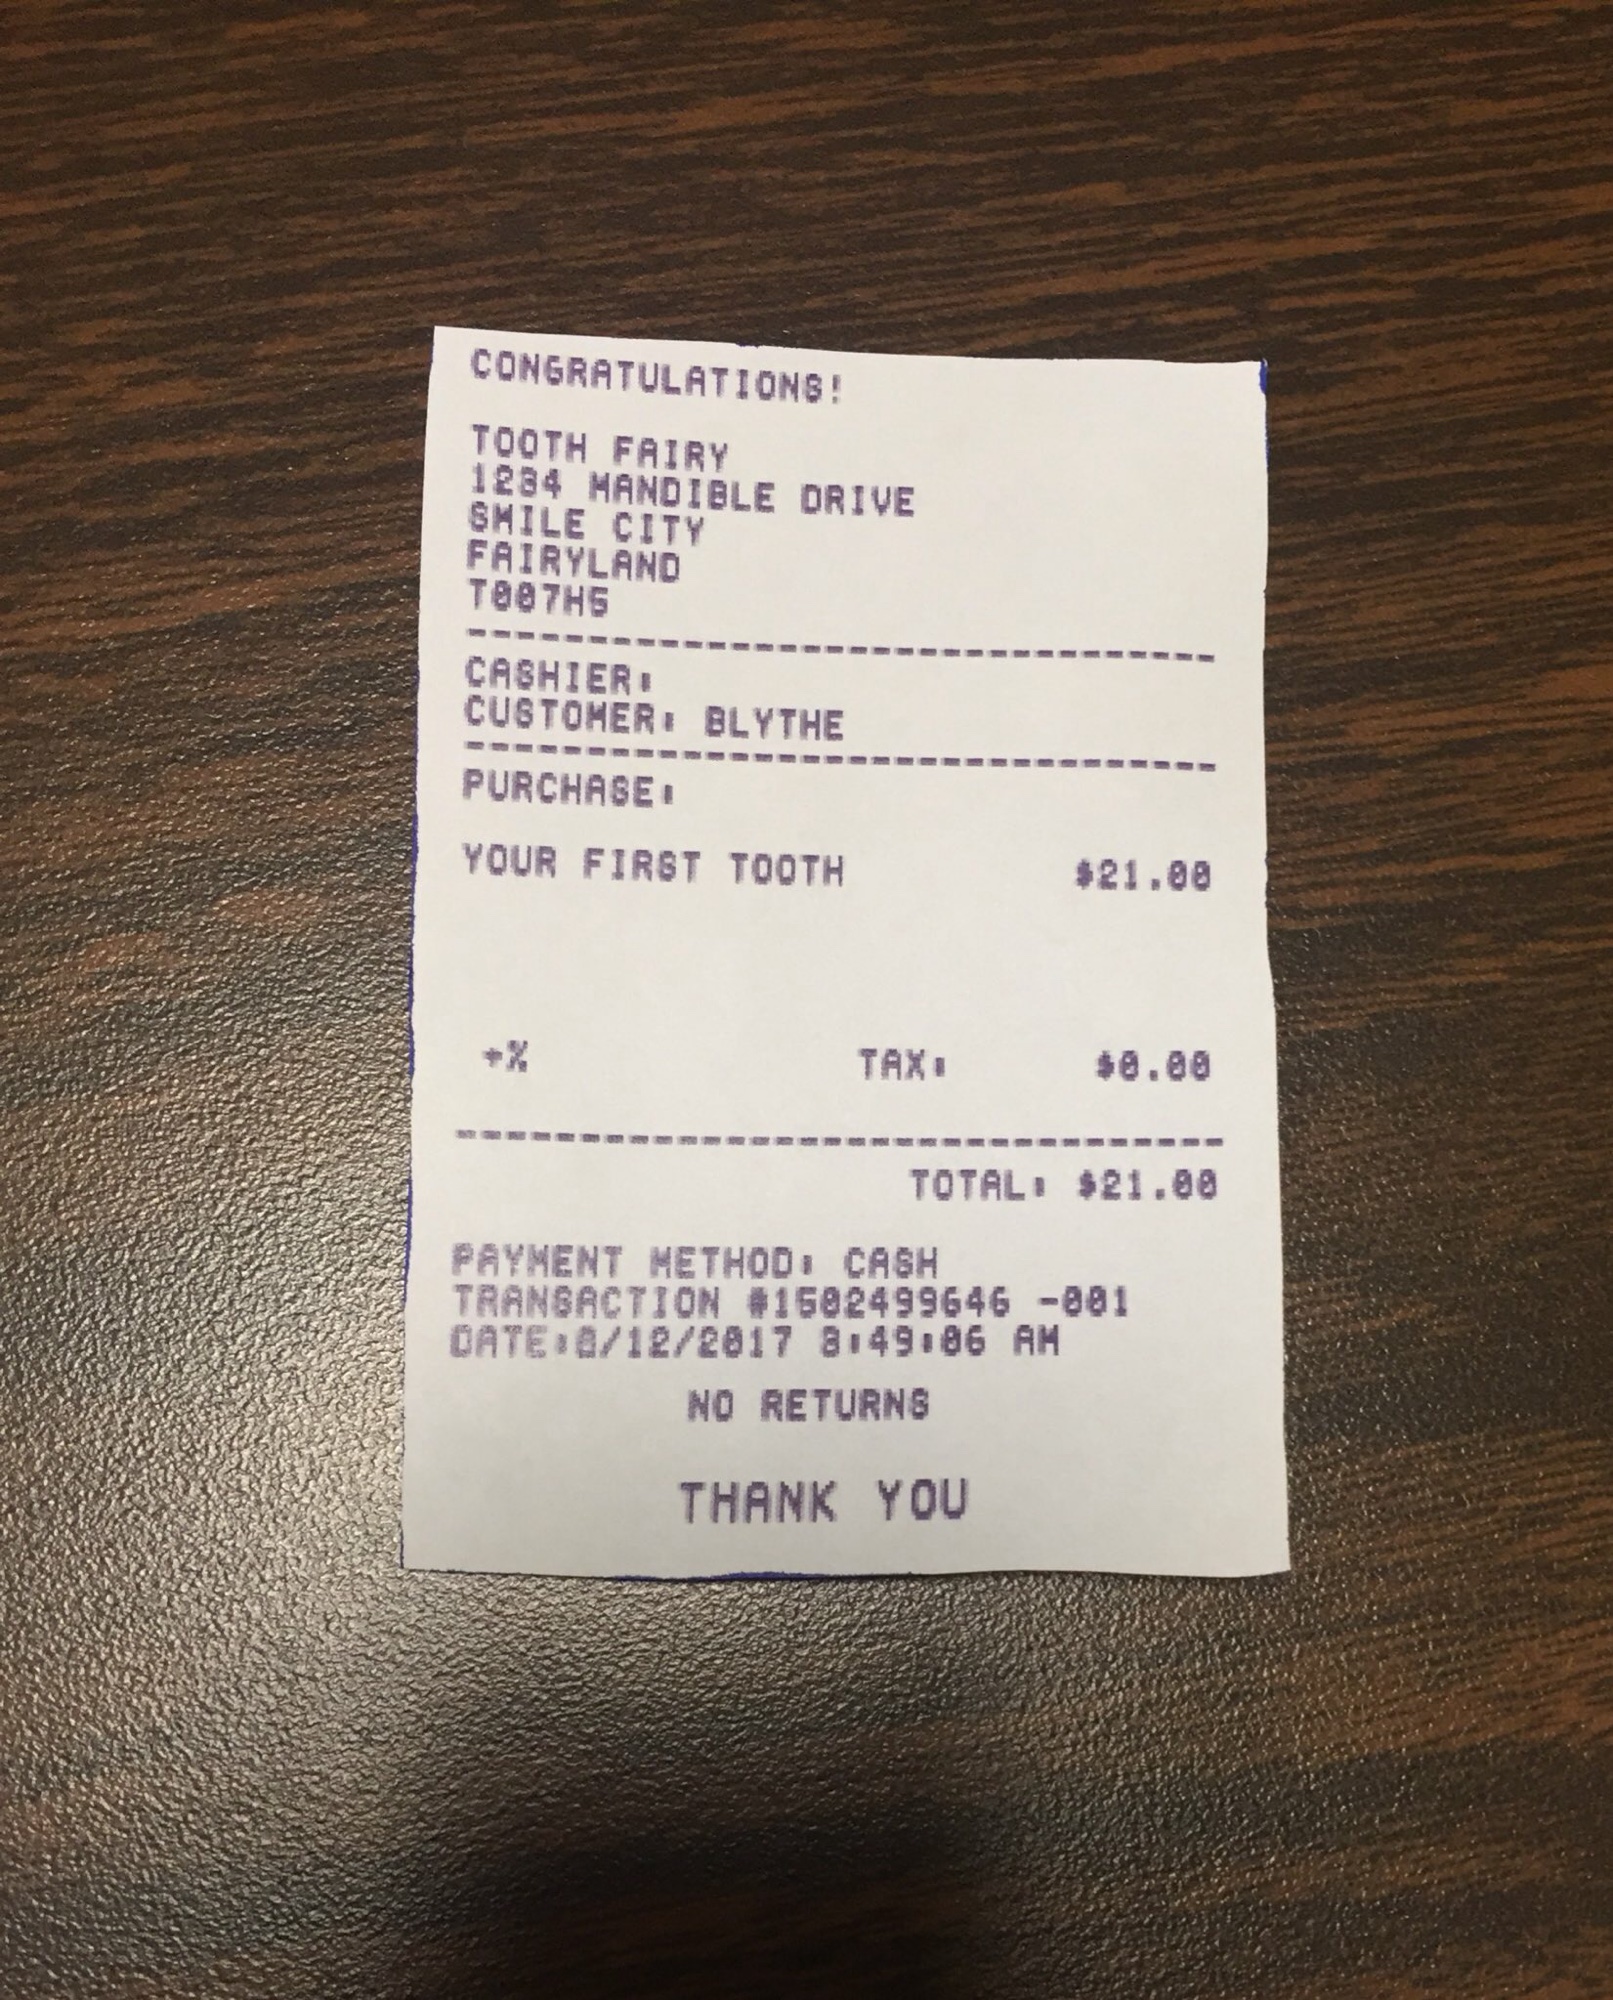 CONGRATULATIONS!
TOOTH FAIRY
1234 MANDIBLE DRIVE
SMILE CITY
FAIRYLAND
T007H5
--------------------------------
CASHIER:
CUSTOMER: BLYTHE
--------------------------------
PURCHASE:
YOUR FIRST TOOTH $21.00
+% TAX: $0.00
--------------------------------
TOTAL: $21.00
PAYMENT METHOD: CASH
TRANSACTION #1502499646 -001
DATE:8/12/2017 8:49:06 AM
NO RETURNS
THANK YOU